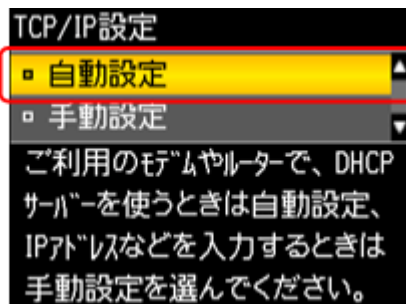 TCP/IP設定
自動設定
手動設定
ご利用のﾓﾃﾞﾑやﾙｰﾀｰで、DHCP
ｻｰﾊﾞｰを使うときは自動設定、
IPｱﾄﾞﾚｽなどを入力するときは
手動設定を選んでください。